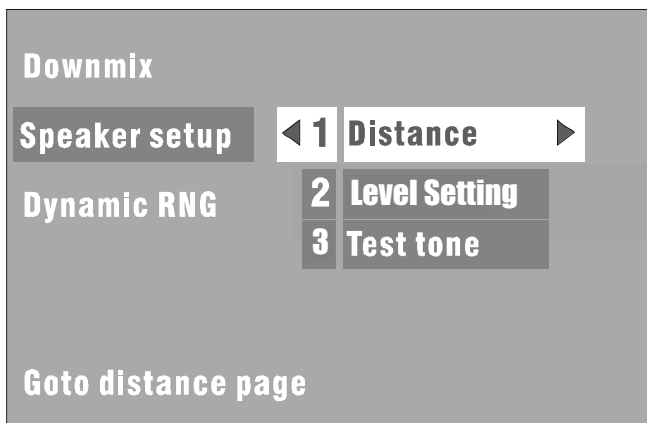 Downmix
Speaker setup ◀ 1 Distance ▶
Dynamic RNG 2 Level Setting
3 Test tone
Goto distance page